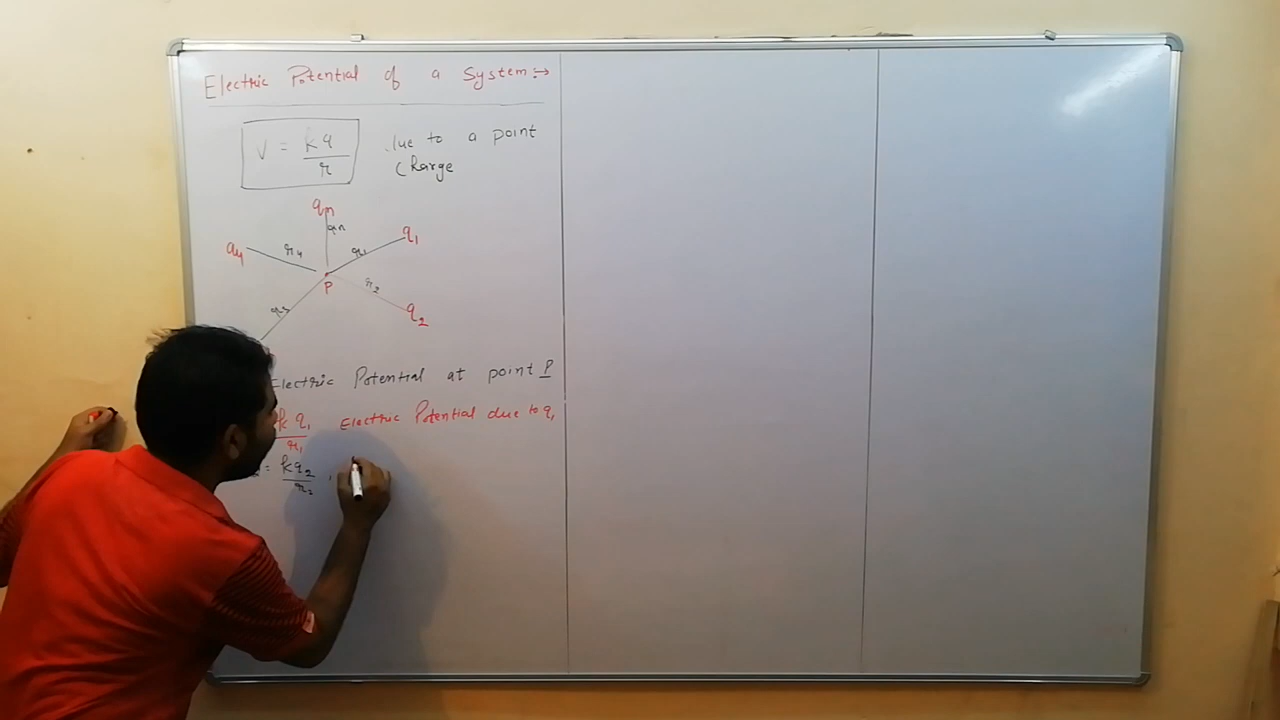 Electric Potential of a System:→
V = kq/r due to a point
Charge
qn
rn
q4
r4
r1
q1
P
r2
q2
r3
Electric Potential at point P
kq1/r1 Electric Potential due to q1
= kq2/r2,